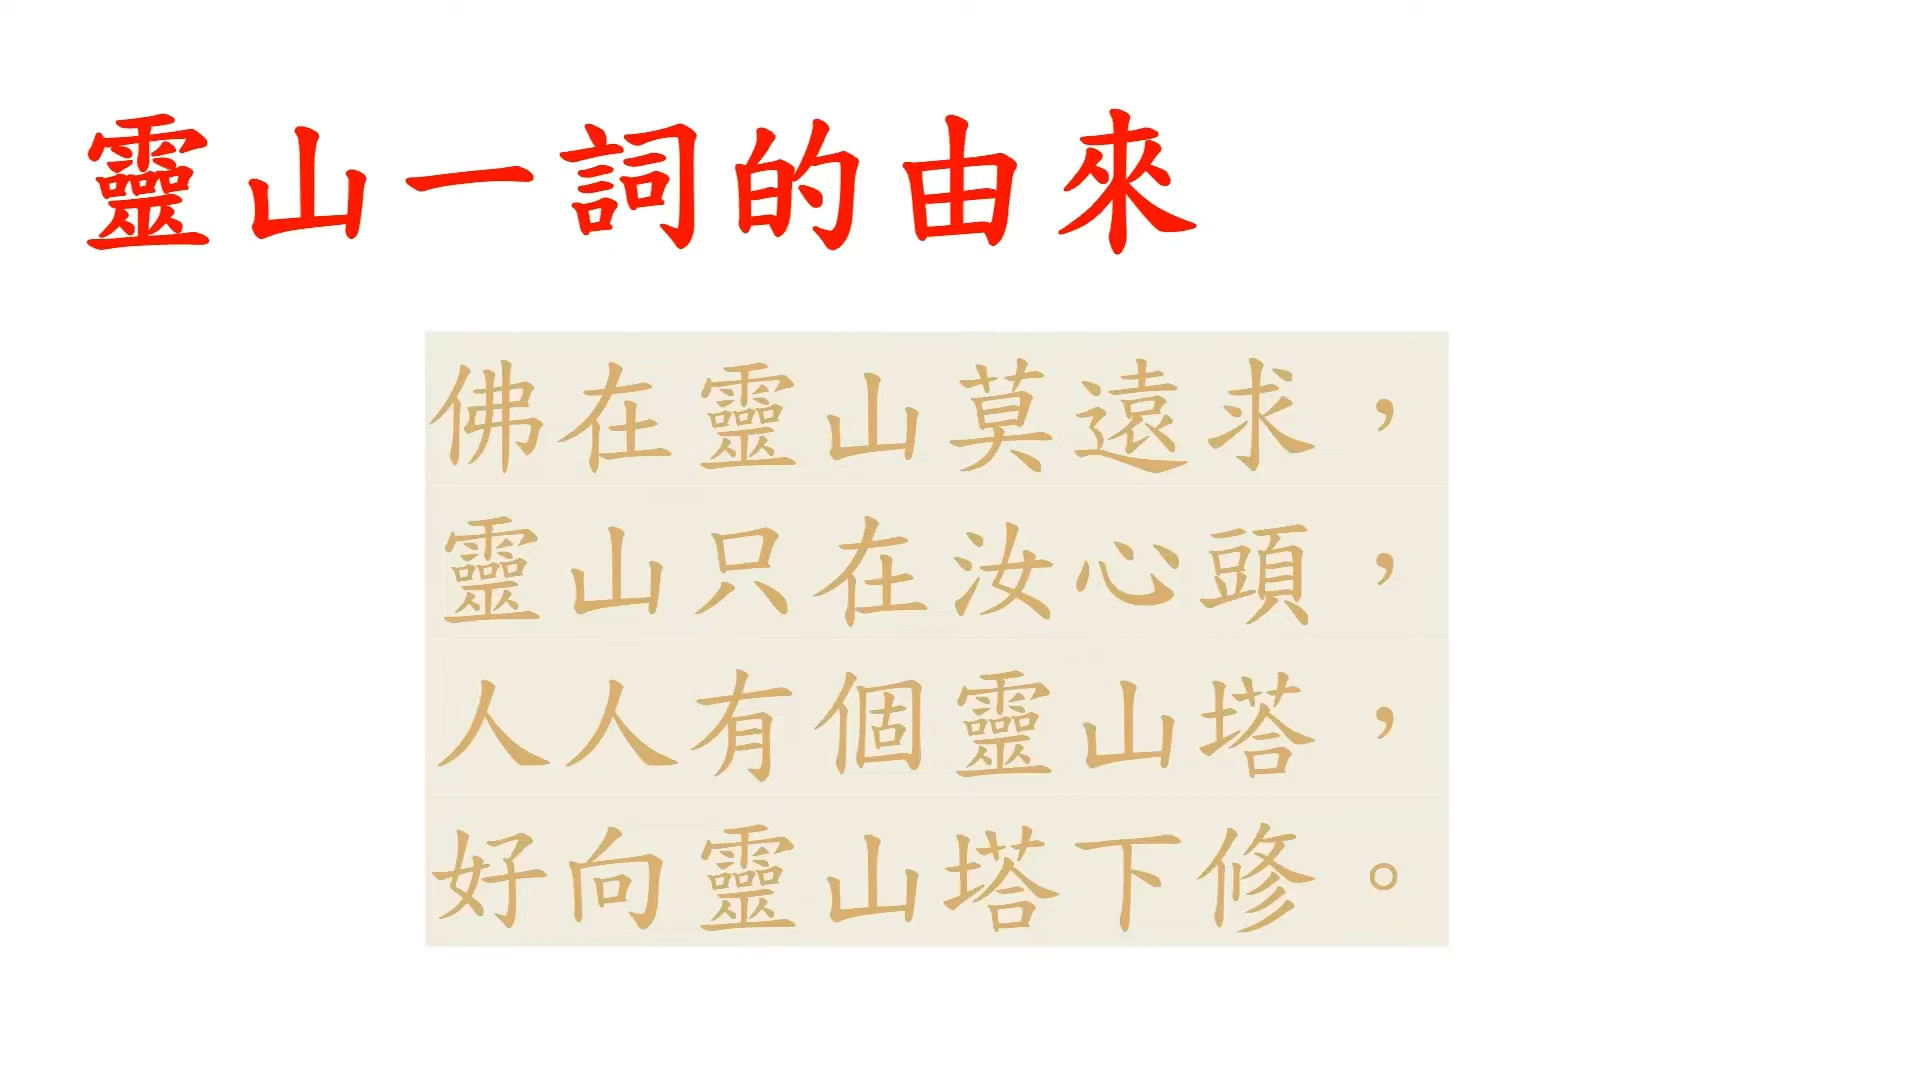 靈山一詞的由來
佛在靈山莫遠求，
靈山只在汝心頭，
人人有個靈山塔，
好向靈山塔下修。